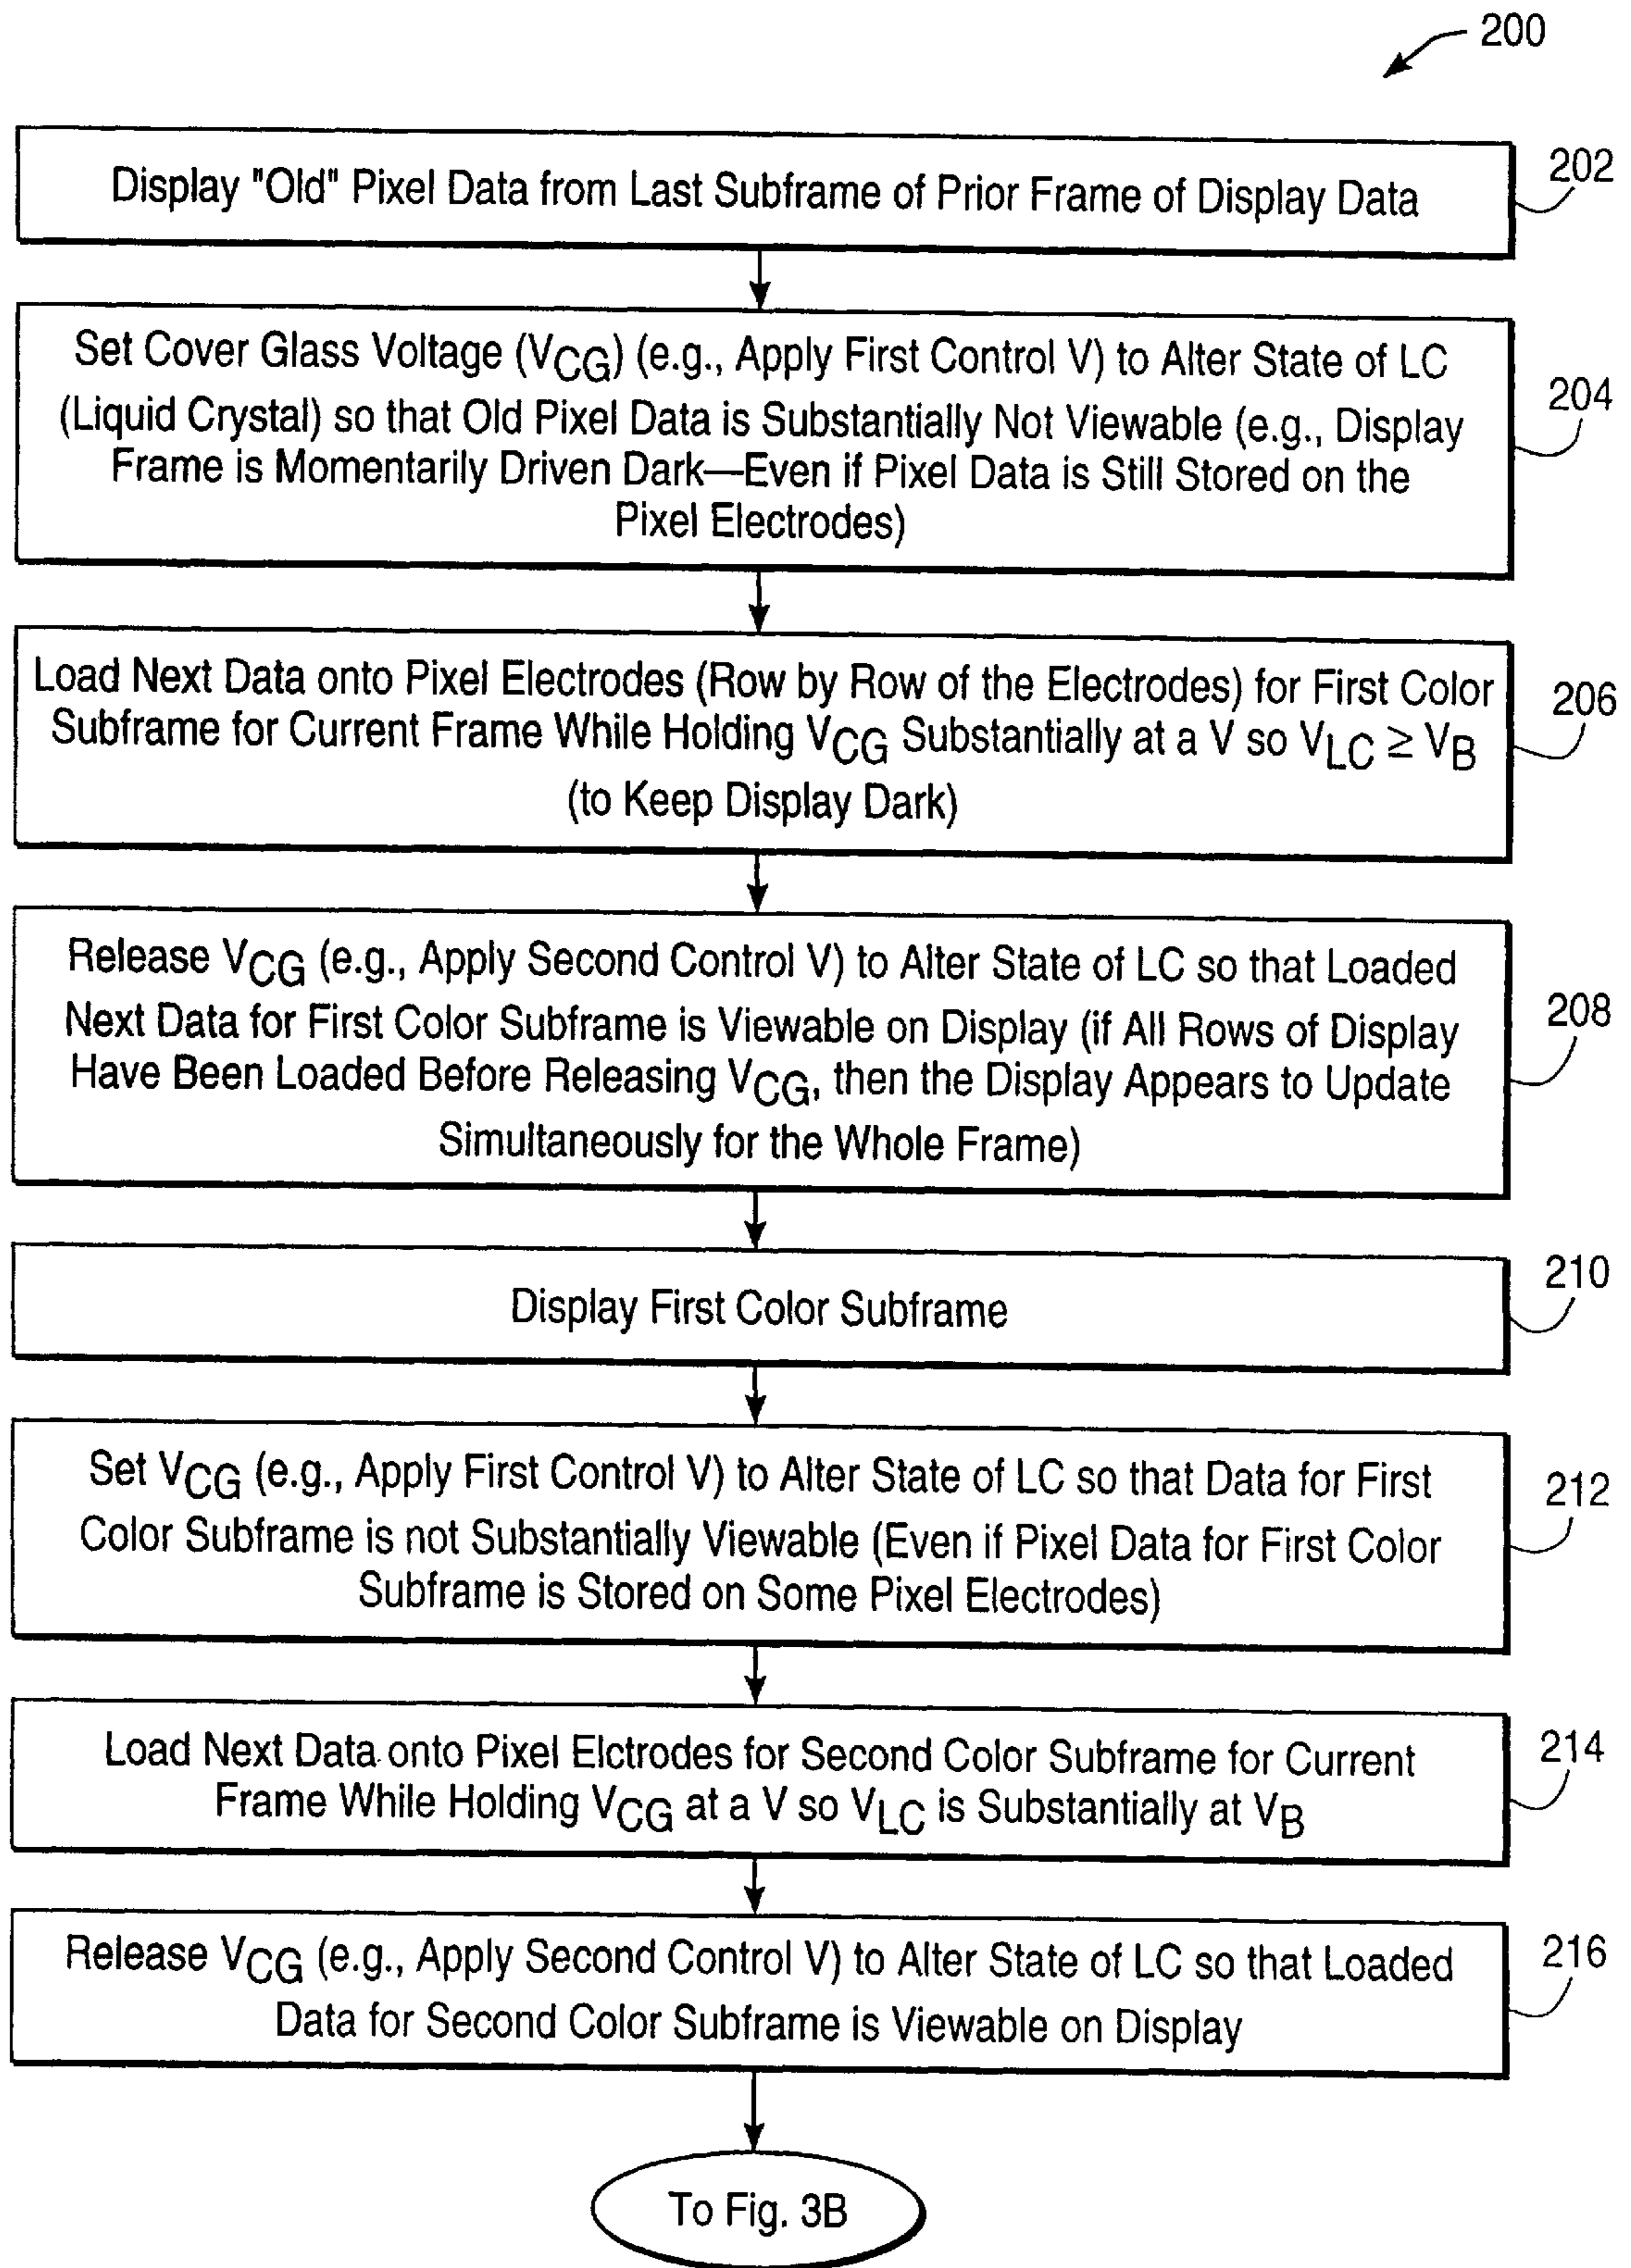 200
Display "Old" Pixel Data from Last Subframe of Prior Frame of Display Data
202
Set Cover Glass Voltage (VCG) (e.g., Apply First Control V) to Alter State of LC
(Liquid Crystal) so that Old Pixel Data is Substantially Not Viewable (e.g., Display
Frame is Momentarily Driven Dark—Even if Pixel Data is Still Stored on the
Pixel Electrodes)
204
Load Next Data onto Pixel Electrodes (Row by Row of the Electrodes) for First Color
Subframe for Current Frame While Holding VCG Substantially at a V so VLC ≥ VB
(to Keep Display Dark)
206
Release VCG (e.g., Apply Second Control V) to Alter State of LC so that Loaded
Next Data for First Color Subframe is Viewable on Display (if All Rows of Display
Have Been Loaded Before Releasing VCG, then the Display Appears to Update
Simultaneously for the Whole Frame)
208
Display First Color Subframe
210
Set VCG (e.g., Apply First Control V) to Alter State of LC so that Data for First
Color Subframe is not Substantially Viewable (Even if Pixel Data for First Color
Subframe is Stored on Some Pixel Electrodes)
212
Load Next Data onto Pixel Elctrodes for Second Color Subframe for Current
Frame While Holding VCG at a V so VLC is Substantially at VB
214
Release VCG (e.g., Apply Second Control V) to Alter State of LC so that Loaded
Data for Second Color Subframe is Viewable on Display
216
To Fig. 3B